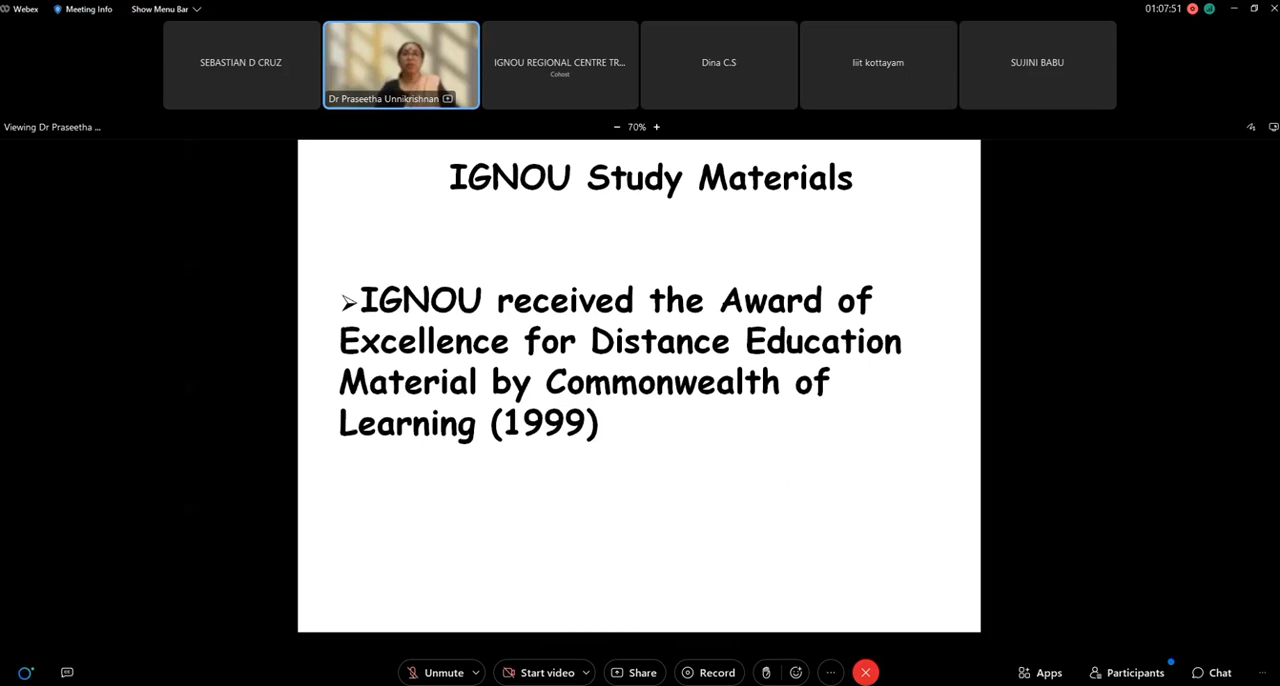 Webex
Meeting Info
Show Menu Bar
01:07:51
SEBASTIAN D CRUZ
Dr Praseetha Unnikrishnan
IGNOU REGIONAL CENTRE TR...
Cohost
Dina C.S
liit kottayam
SUJINI BABU
Viewing Dr Praseetha ...
− 70% +
IGNOU Study Materials
➢IGNOU received the Award of
Excellence for Distance Education
Material by Commonwealth of
Learning (1999)
Unmute
Start video
Share
Record
Apps
Participants
Chat